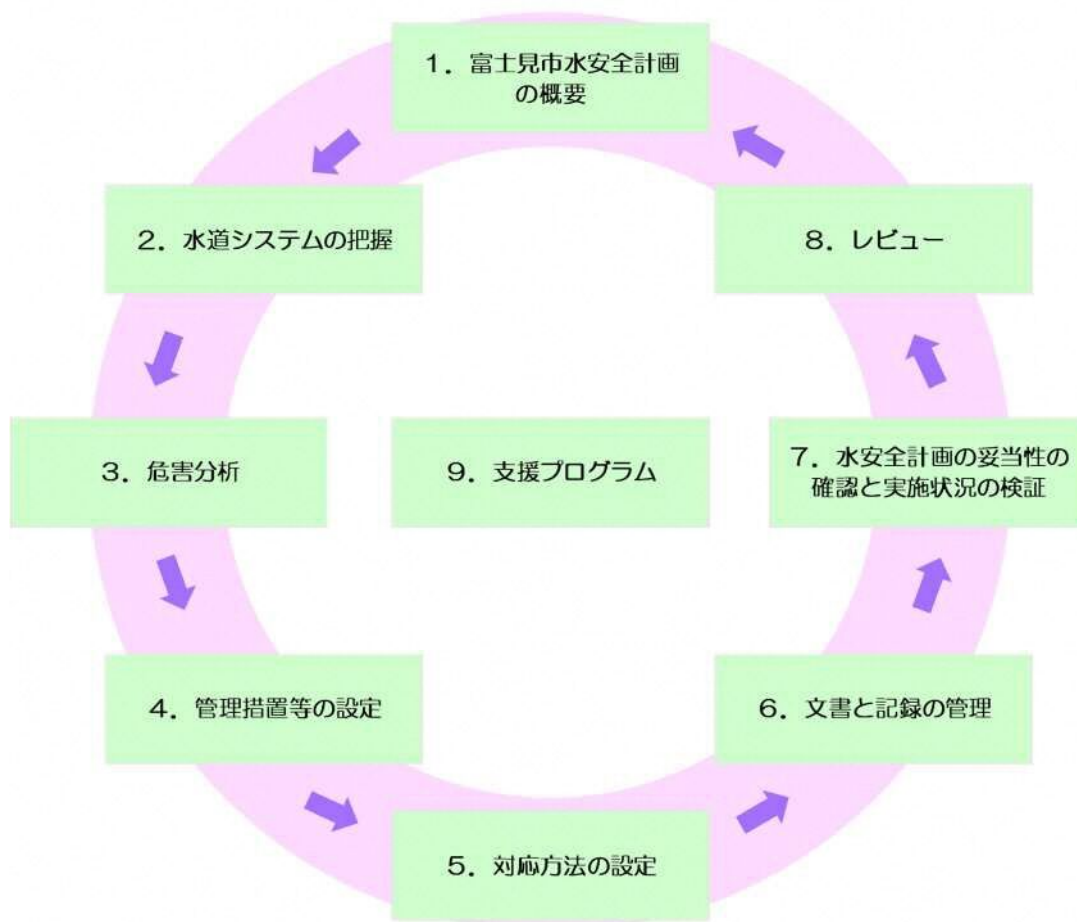 1．富士見市水安全計画
の概要
2．水道システムの把握
3．危害分析
4．管理措置等の設定
5．対応方法の設定
6．文書と記録の管理
7．水安全計画の妥当性の
確認と実施状況の検証
8．レビュー
9．支援プログラム